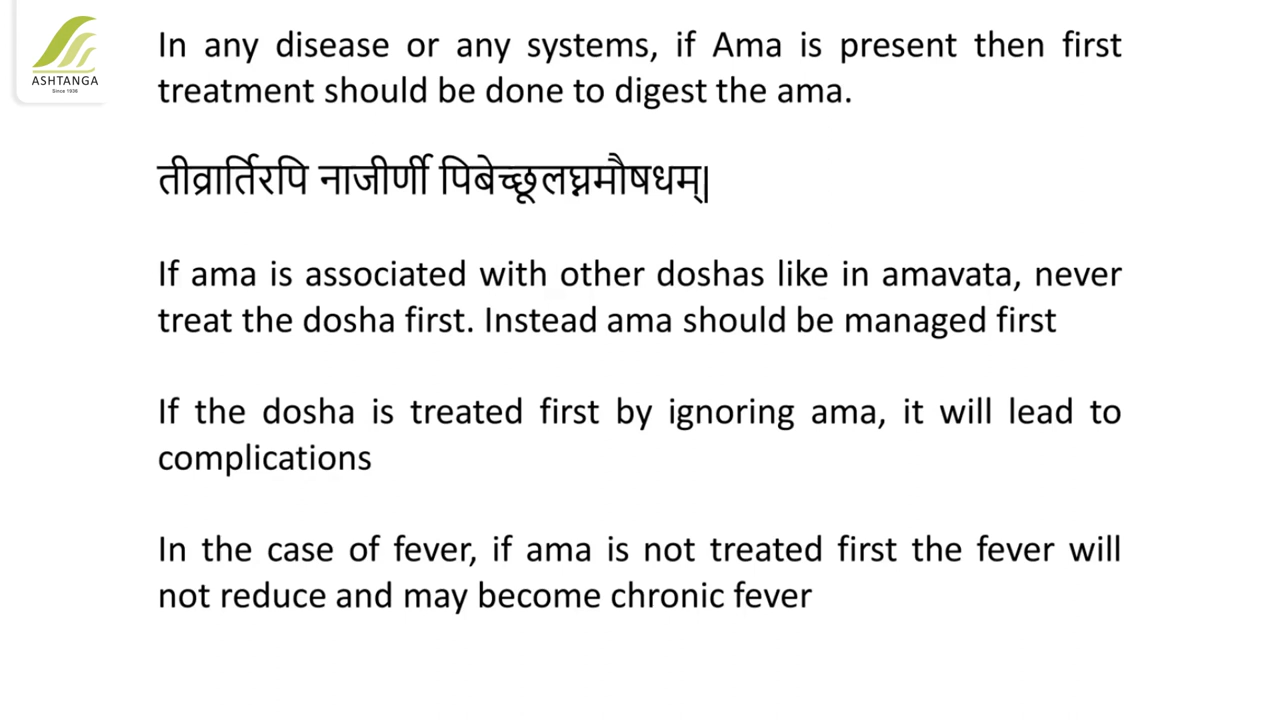 ASHTANGA
Since 1936
In any disease or any systems, if Ama is present then first
treatment should be done to digest the ama.
तीव्रार्तिरपि नाजीर्णी पिबेच्छूलघ्नमौषधम्|
If ama is associated with other doshas like in amavata, never
treat the dosha first. Instead ama should be managed first
If the dosha is treated first by ignoring ama, it will lead to
complications
In the case of fever, if ama is not treated first the fever will
not reduce and may become chronic fever